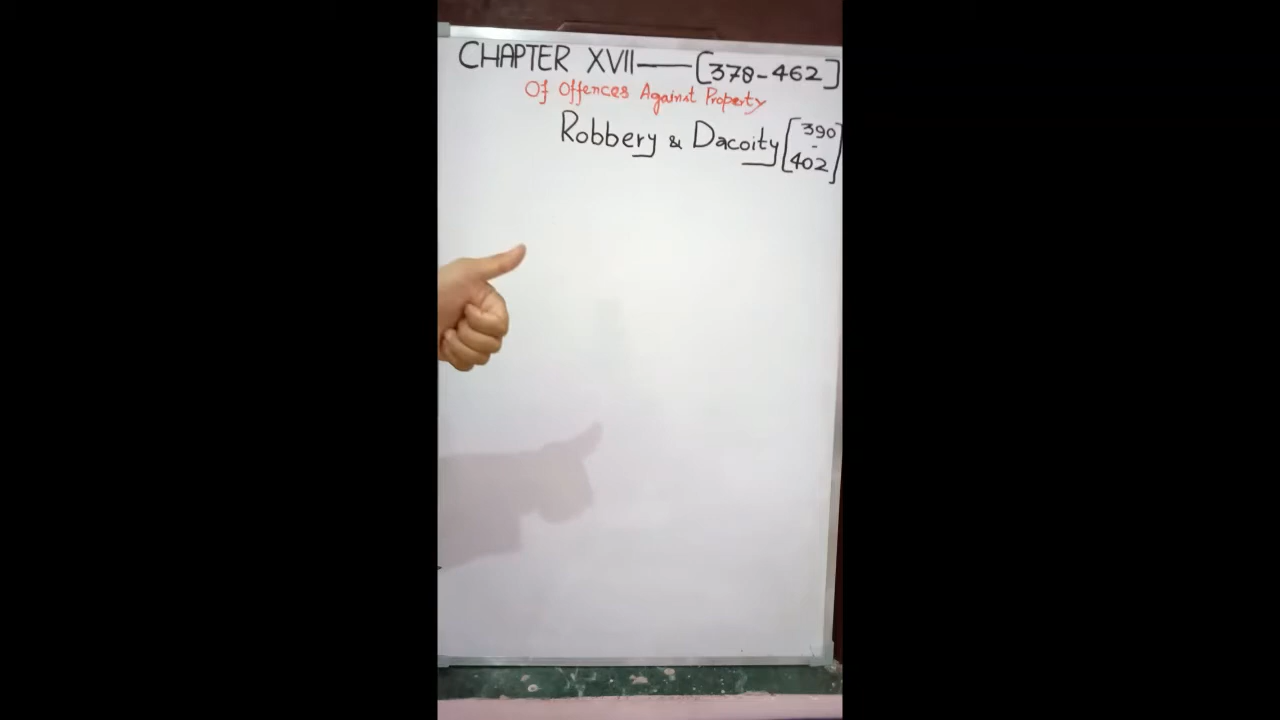 CHAPTER XVII — [378-462]
Of Offences Against Property
Robbery & Dacoity [390
-
402]